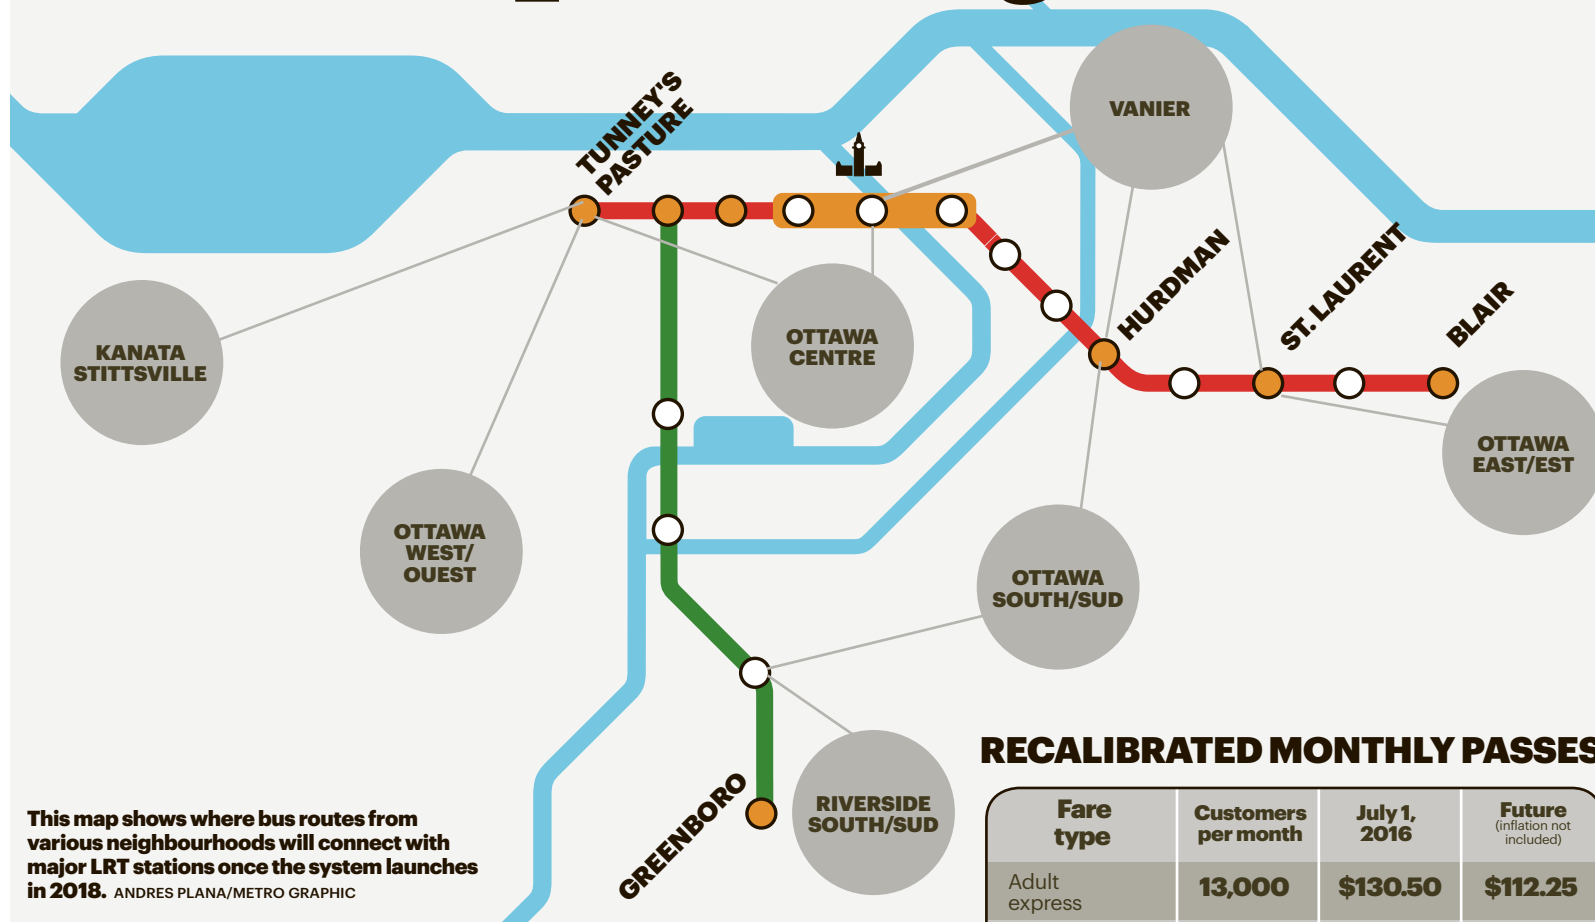 TUNNEY'S
PASTURE
VANIER
HURDMAN
ST. LAURENT
BLAIR
KANATA
STITTSVILLE
OTTAWA
CENTRE
OTTAWA
EAST/EST
OTTAWA
WEST/
OUEST
OTTAWA
SOUTH/SUD
GREENBORO
RIVERSIDE
SOUTH/SUD
This map shows where bus routes from
various neighbourhoods will connect with
major LRT stations once the system launches
in 2018. ANDRES PLANA/METRO GRAPHIC
RECALIBRATED MONTHLY PASSES
Fare
type
Customers
per month
July 1,
2016
Future
(inflation not
included)
Adult
express
13,000
$130.50
$112.25